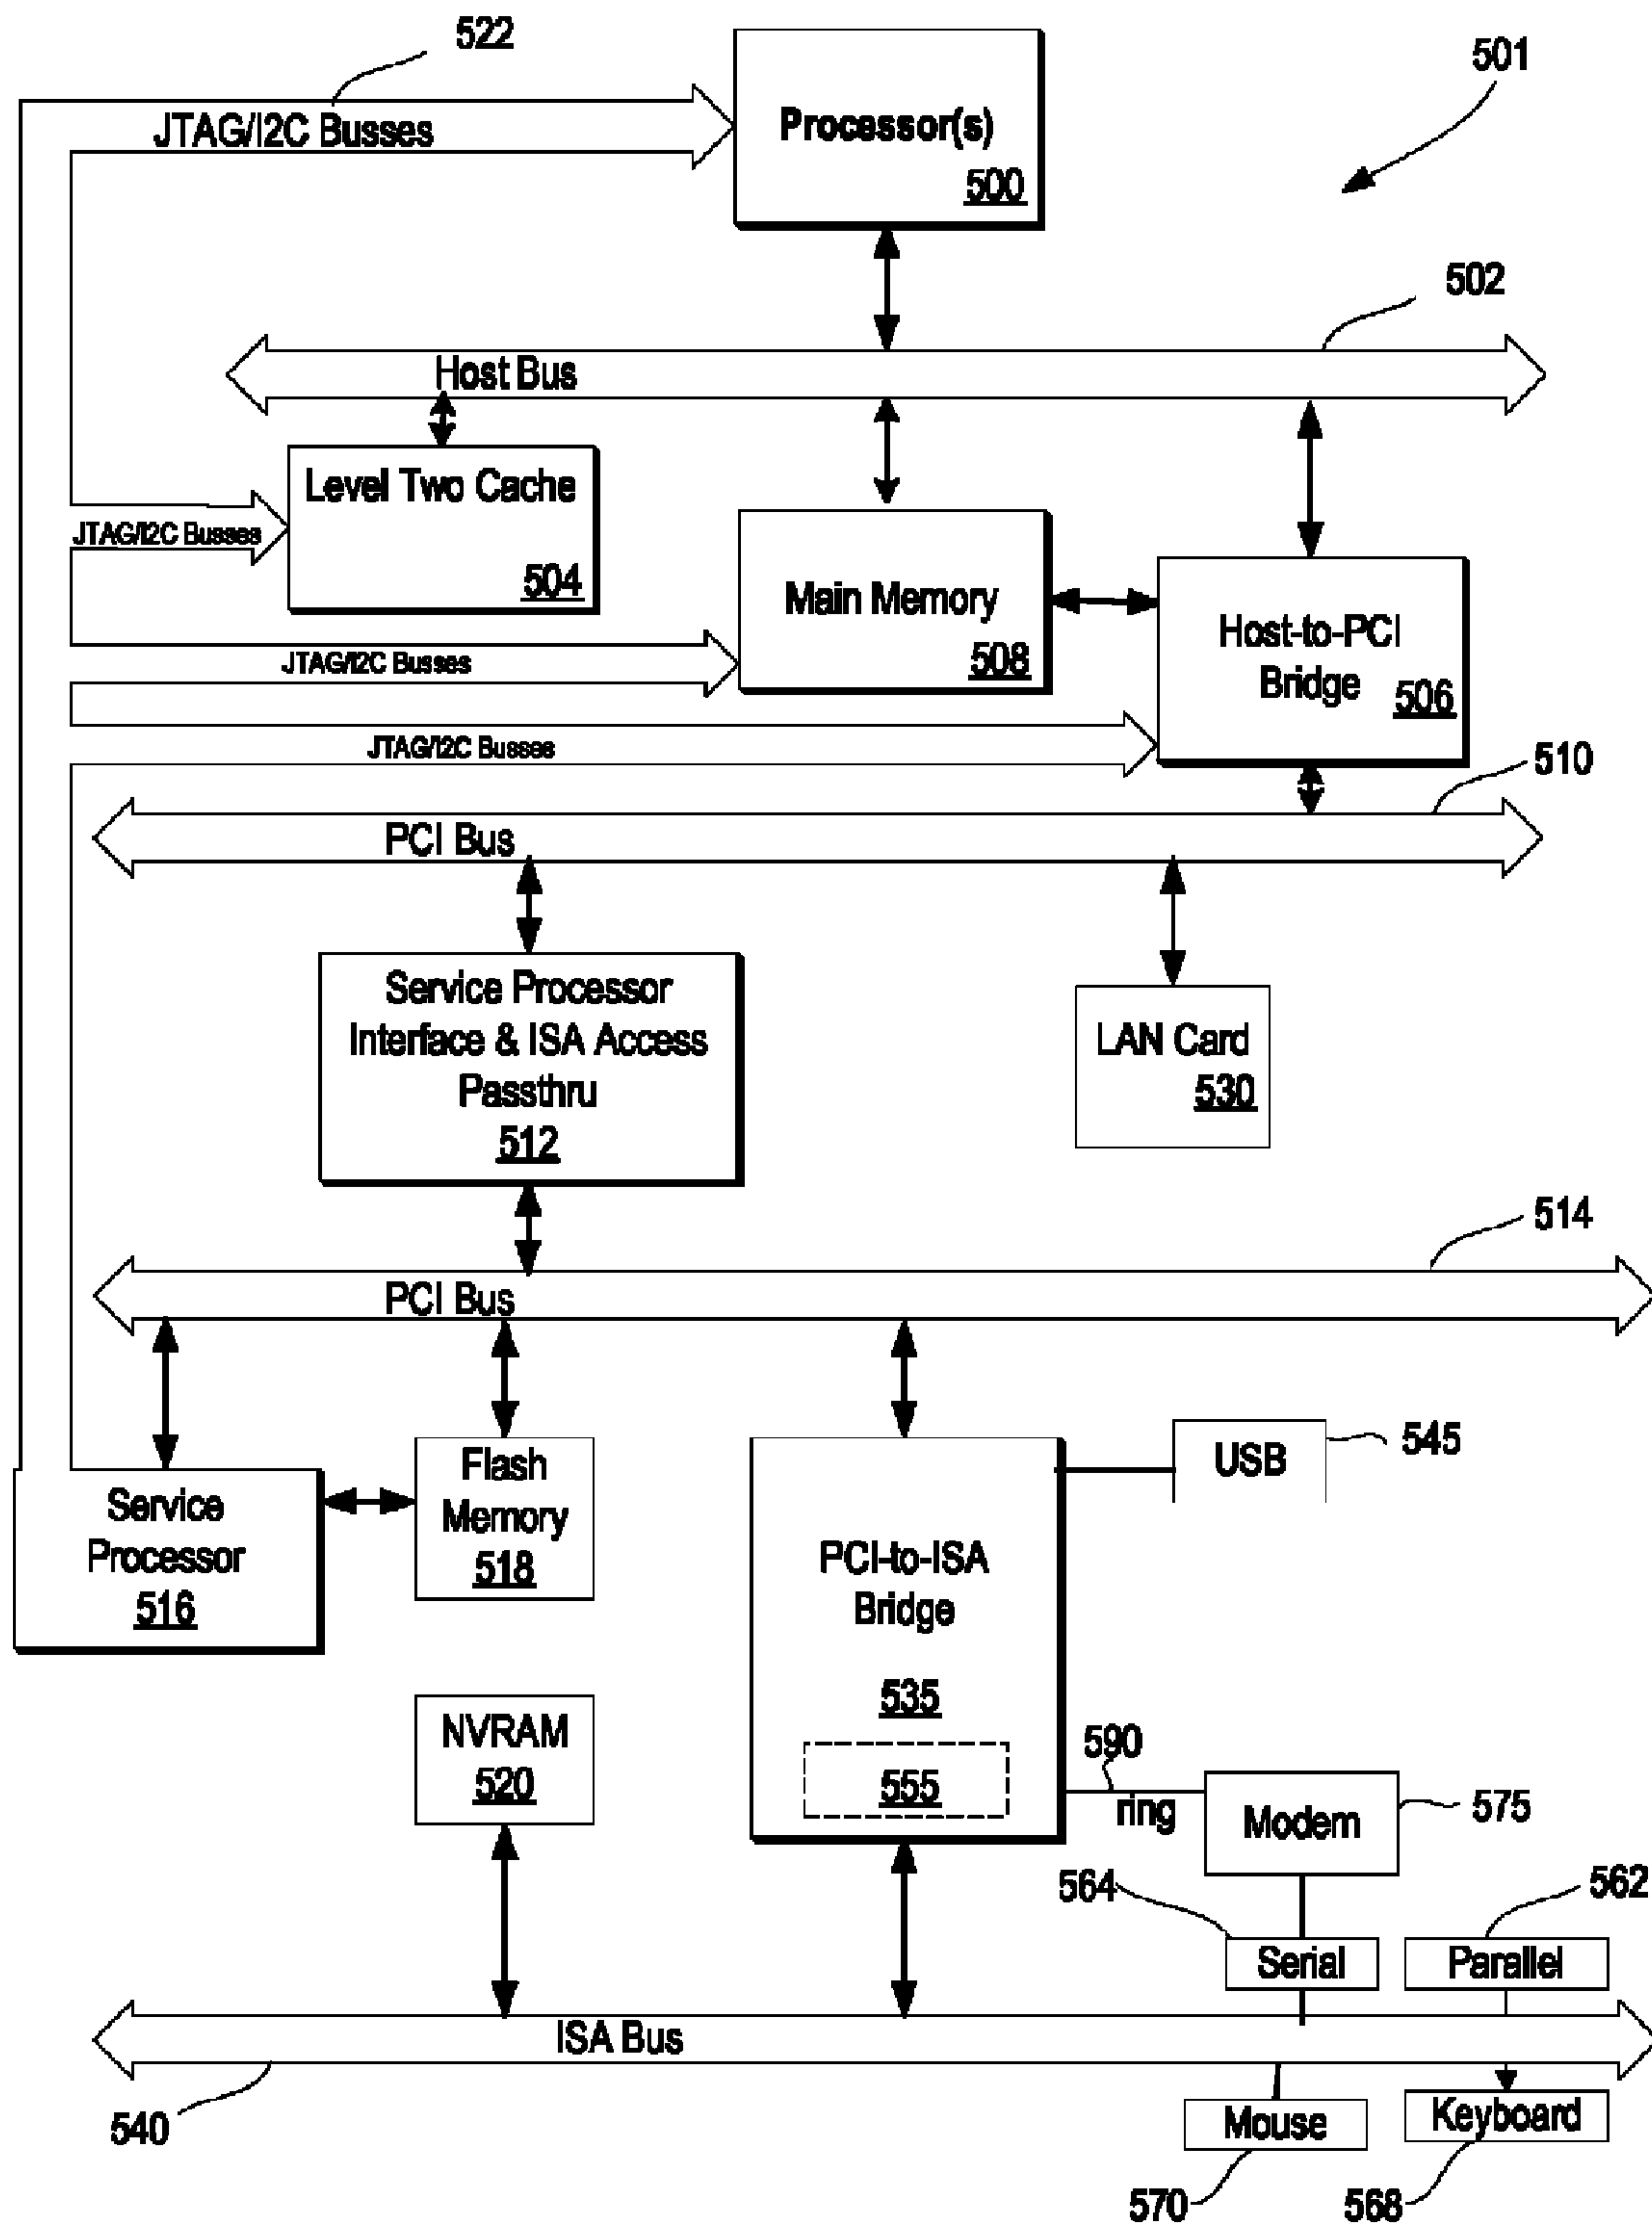 522
501
JTAG/I2C Busses
Processor(s)
500
502
Host Bus
Level Two Cache
504
JTAG/I2C Busses
Main Memory
508
Host-to-PCI
Bridge
506
JTAG/I2C Busses
JTAG/I2C Busses
510
PCI Bus
Service Processor
Interface & ISA Access
Passthru
512
LAN Card
530
514
PCI Bus
Service
Processor
516
Flash
Memory
518
USB
545
PCI-to-ISA
Bridge
535
555
NVRAM
520
590
ring
Modem
575
564
562
Serial
Parallel
ISA Bus
540
Mouse
Keyboard
570
568